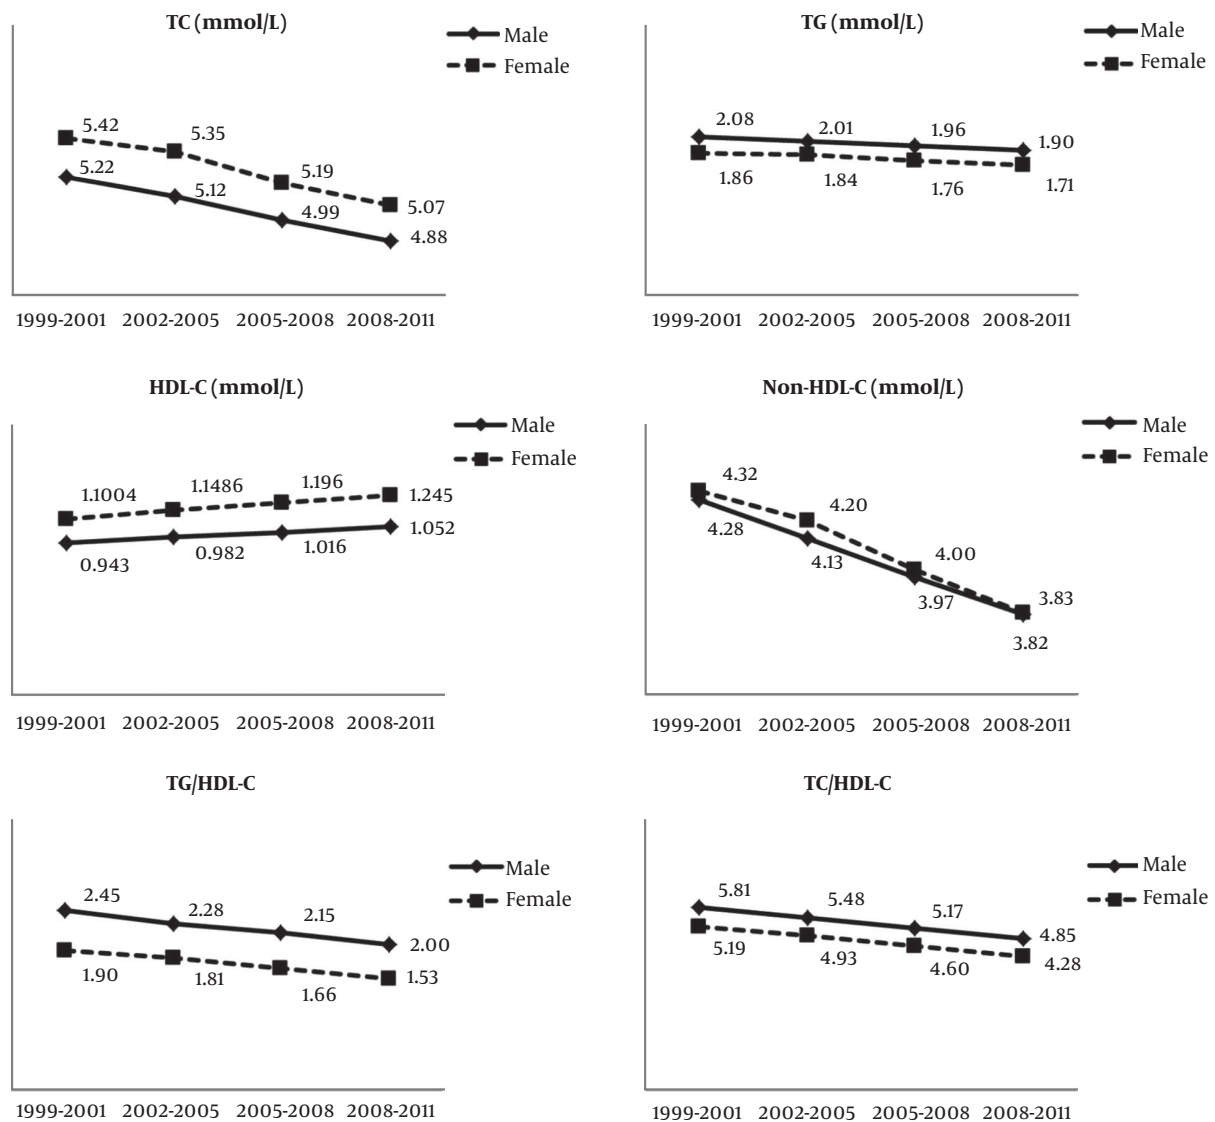 TC (mmol/L)
Male
Female
5.42
5.35
5.22
5.19
5.12
4.99
5.07
4.88
1999-2001 2002-2005 2005-2008 2008-2011
TG (mmol/L)
Male
Female
2.08
2.01
1.96
1.90
1.86
1.84
1.76
1.71
1999-2001 2002-2005 2005-2008 2008-2011
HDL-C (mmol/L)
Male
Female
1.1004
1.1486
1.196
1.245
0.943
0.982
1.016
1.052
1999-2001 2002-2005 2005-2008 2008-2011
Non-HDL-C (mmol/L)
Male
Female
4.32
4.20
4.28
4.00
4.13
3.97
3.83
3.82
1999-2001 2002-2005 2005-2008 2008-2011
TG/HDL-C
Male
Female
2.45
2.28
2.15
2.00
1.90
1.81
1.66
1.53
1999-2001 2002-2005 2005-2008 2008-2011
TC/HDL-C
Male
Female
5.81
5.48
5.17
4.85
5.19
4.93
4.60
4.28
1999-2001 2002-2005 2005-2008 2008-2011